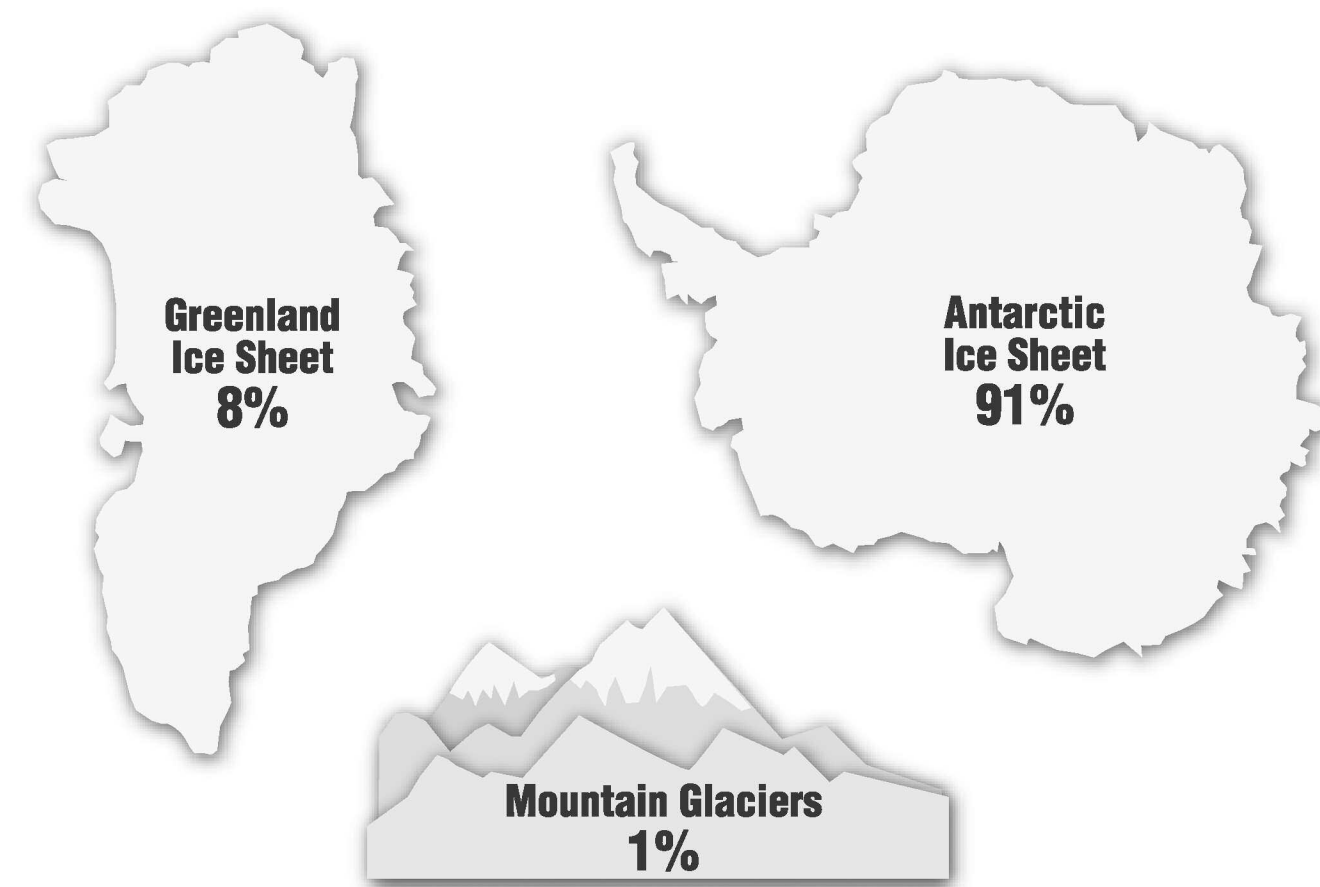 Greenland
Ice Sheet
8%
Antarctic
Ice Sheet
91%
Mountain Glaciers
1%